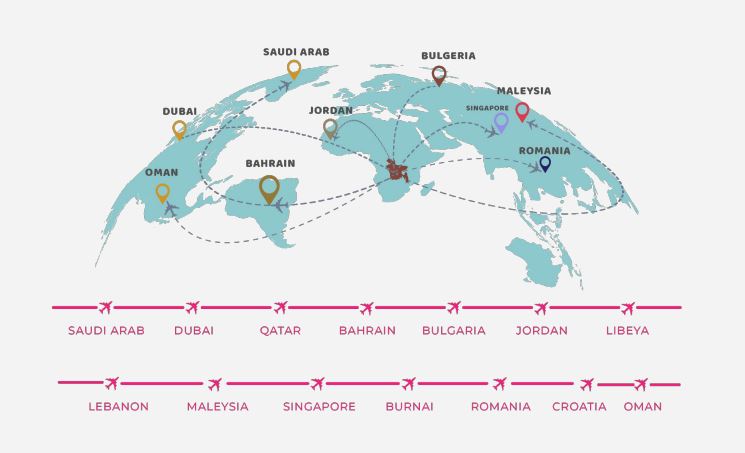 SAUDI ARAB
BULGERIA
MALEYSIA
SINGAPORE
DUBAI
JORDAN
ROMANIA
BAHRAIN
OMAN
SAUDI ARAB DUBAI QATAR BAHRAIN BULGARIA JORDAN LIBEYA
LEBANON MALEYSIA SINGAPORE BURNAI ROMANIA CROATIA OMAN